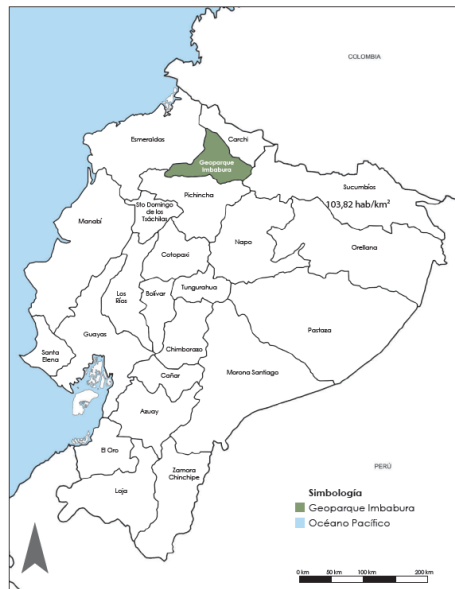 COLOMBIA
Esmeraldas
Carchi
Geoparque
Imbabura
Sucumbíos
103,82 hab/km²
Pichincha
Sto Domingo
de los
Tsáchilas
Manabí
Napo
Orellana
Cotopaxi
Los
Ríos
Bolívar
Tungurahua
Pastaza
Guayas
Santa
Elena
Chimborazo
Morona Santiago
Cañar
Azuay
El Oro
Zamora
Chinchipe
Loja
PERÚ
Simbología
Geoparque Imbabura
Océano Pacífico
0 km 50 km 100 km 200 km